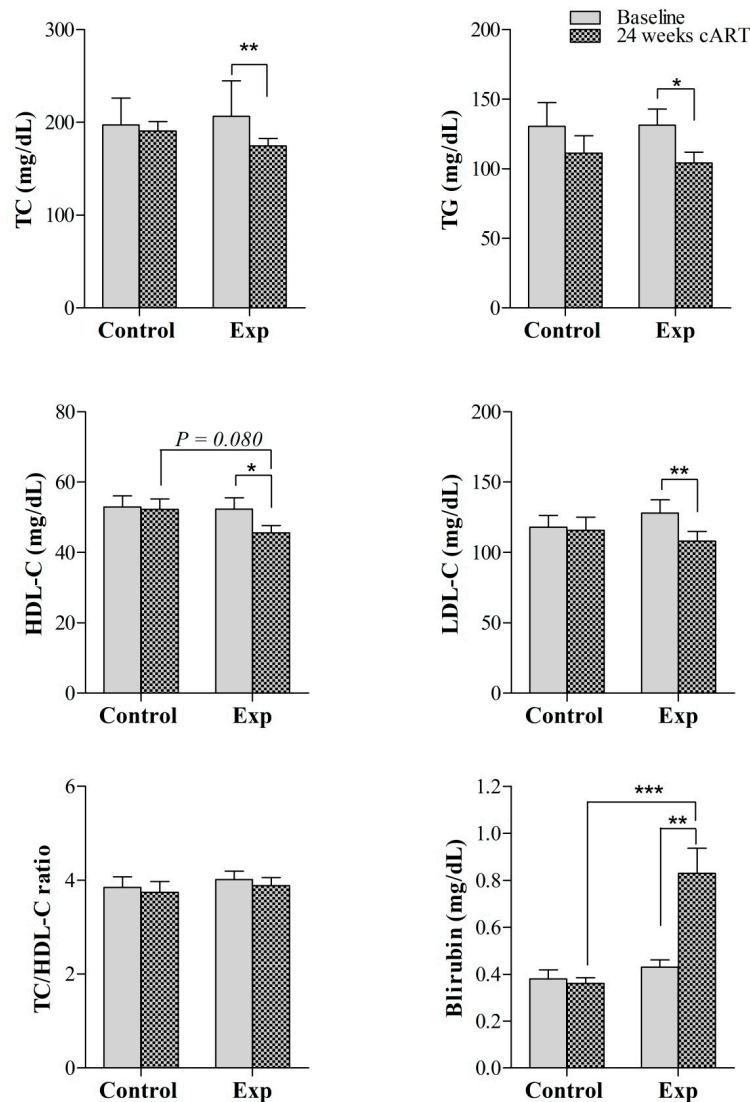 Baseline
24 weeks cART
TC (mg/dL)
300
200
100
0
**
Control
Exp
TG (mg/dL)
200
150
100
50
0
*
Control
Exp
HDL-C (mg/dL)
80
60
40
20
0
P = 0.080
*
Control
Exp
LDL-C (mg/dL)
200
150
100
50
0
**
Control
Exp
TC/HDL-C ratio
6
4
2
0
Control
Exp
Blirubin (mg/dL)
1.2
1.0
0.8
0.6
0.4
0.2
0.0
***
**
Control
Exp